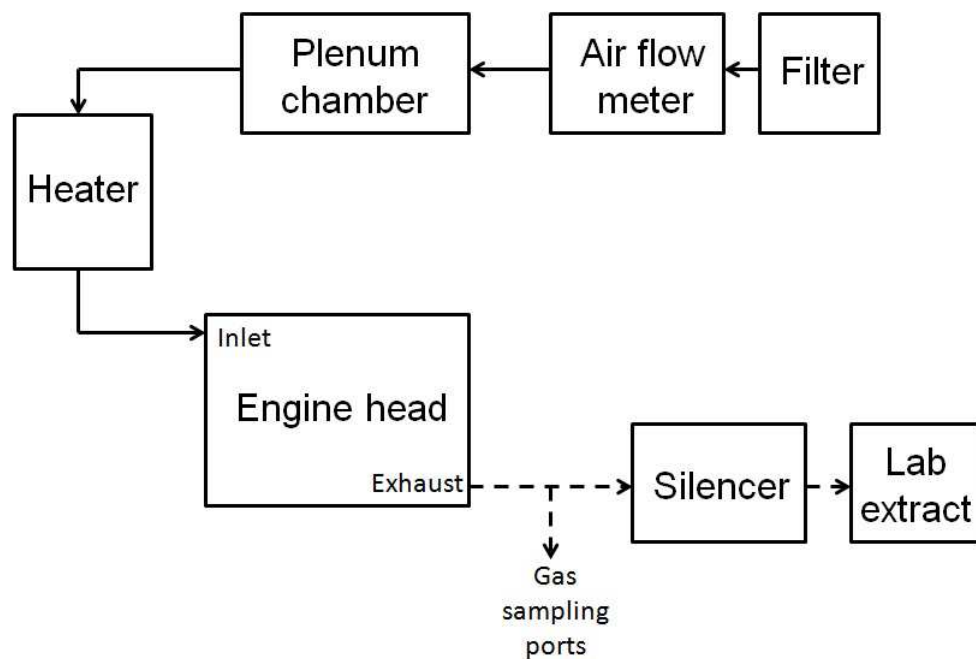 Plenum
chamber
Air flow
meter
Filter
Heater
Inlet
Engine head
Exhaust
Silencer
Lab
extract
Gas
sampling
ports